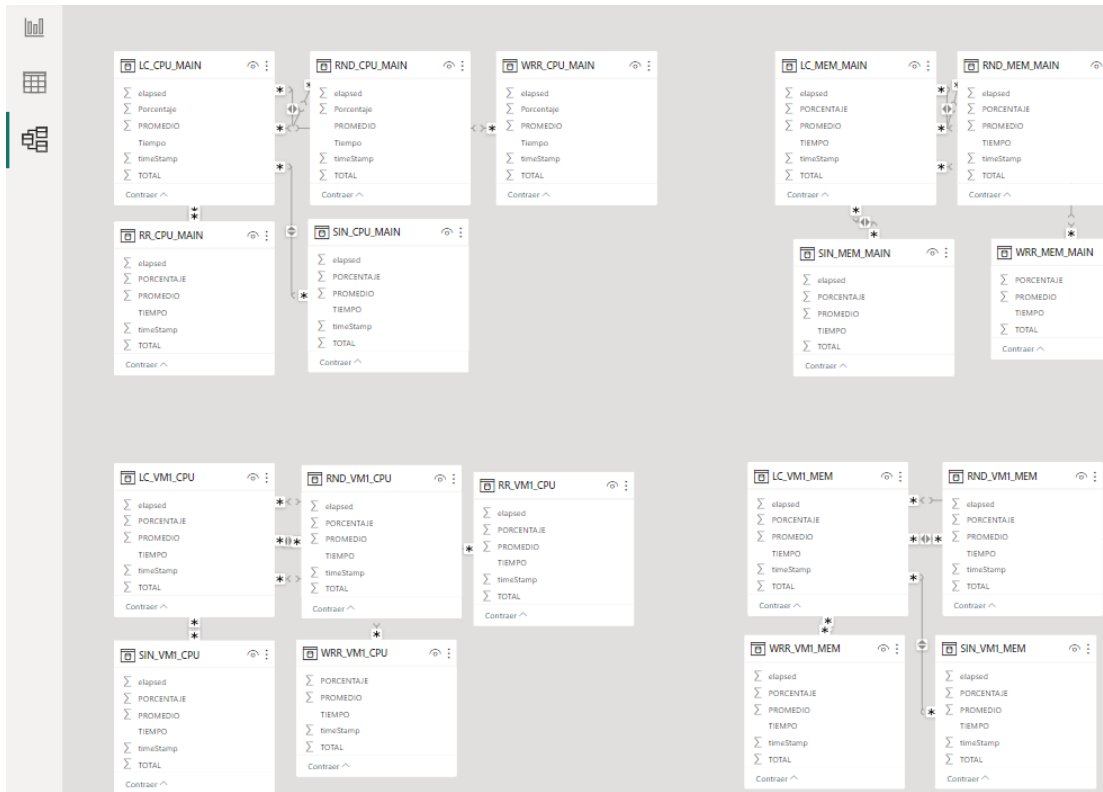 LC_CPU_MAIN
elapsed
Porcentaje
PROMEDIO
Tiempo
timeStamp
TOTAL
Contraer
RND_CPU_MAIN
elapsed
Porcentaje
PROMEDIO
Tiempo
timeStamp
TOTAL
Contraer
WRR_CPU_MAIN
elapsed
Porcentaje
PROMEDIO
Tiempo
timeStamp
TOTAL
Contraer
LC_MEM_MAIN
elapsed
PORCENTAJE
PROMEDIO
TIEMPO
timeStamp
TOTAL
Contraer
RND_MEM_MAIN
elapsed
PORCENTAJE
PROMEDIO
TIEMPO
timeStamp
TOTAL
Contraer
RR_CPU_MAIN
elapsed
PORCENTAJE
PROMEDIO
TIEMPO
timeStamp
TOTAL
Contraer
SIN_CPU_MAIN
elapsed
PORCENTAJE
PROMEDIO
TIEMPO
timeStamp
TOTAL
Contraer
SIN_MEM_MAIN
elapsed
PORCENTAJE
PROMEDIO
TIEMPO
TOTAL
Contraer
WRR_MEM_MAIN
PORCENTAJE
PROMEDIO
TIEMPO
TOTAL
Contraer
LC_VM1_CPU
elapsed
PORCENTAJE
PROMEDIO
TIEMPO
timeStamp
TOTAL
Contraer
RND_VM1_CPU
elapsed
PORCENTAJE
PROMEDIO
TIEMPO
timeStamp
TOTAL
Contraer
RR_VM1_CPU
elapsed
PORCENTAJE
PROMEDIO
TIEMPO
timeStamp
TOTAL
Contraer
LC_VM1_MEM
elapsed
PORCENTAJE
PROMEDIO
TIEMPO
timeStamp
TOTAL
Contraer
RND_VM1_MEM
elapsed
PORCENTAJE
PROMEDIO
TIEMPO
timeStamp
TOTAL
Contraer
SIN_VM1_CPU
elapsed
PORCENTAJE
PROMEDIO
TIEMPO
timeStamp
TOTAL
Contraer
WRR_VM1_CPU
PORCENTAJE
PROMEDIO
TIEMPO
timeStamp
TOTAL
Contraer
WRR_VM1_MEM
elapsed
PORCENTAJE
PROMEDIO
TIEMPO
timeStamp
TOTAL
Contraer
SIN_VM1_MEM
elapsed
PORCENTAJE
PROMEDIO
TIEMPO
timeStamp
TOTAL
Contraer